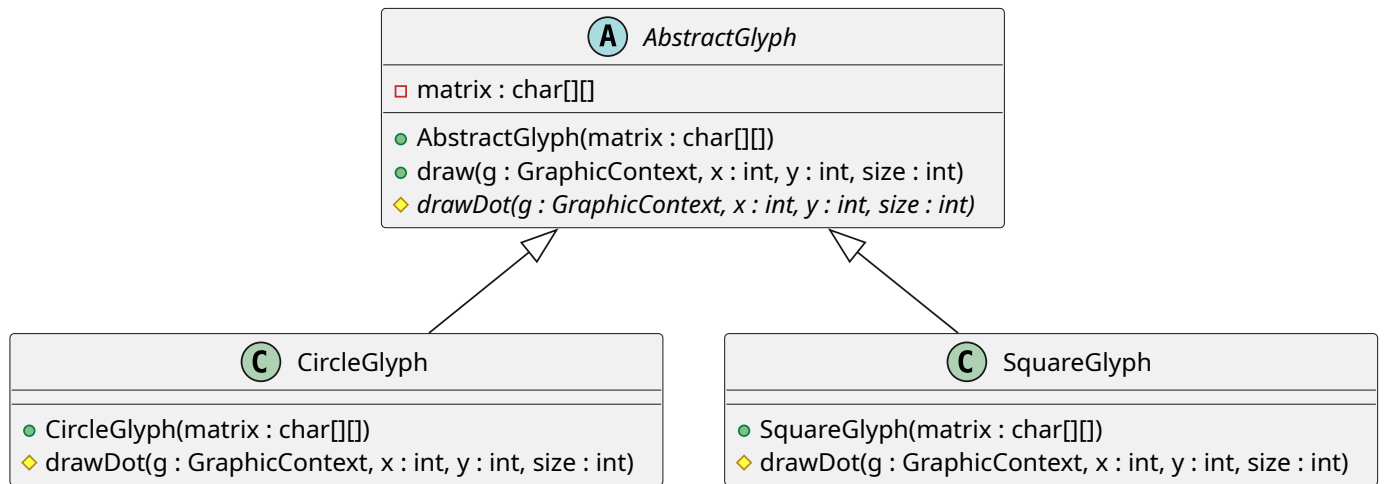 A AbstractGlyph
matrix : char[][]
AbstractGlyph(matrix : char[][])
draw(g : GraphicContext, x : int, y : int, size : int)
drawDot(g : GraphicContext, x : int, y : int, size : int)
C CircleGlyph
CircleGlyph(matrix : char[][])
drawDot(g : GraphicContext, x : int, y : int, size : int)
C SquareGlyph
SquareGlyph(matrix : char[][])
drawDot(g : GraphicContext, x : int, y : int, size : int)